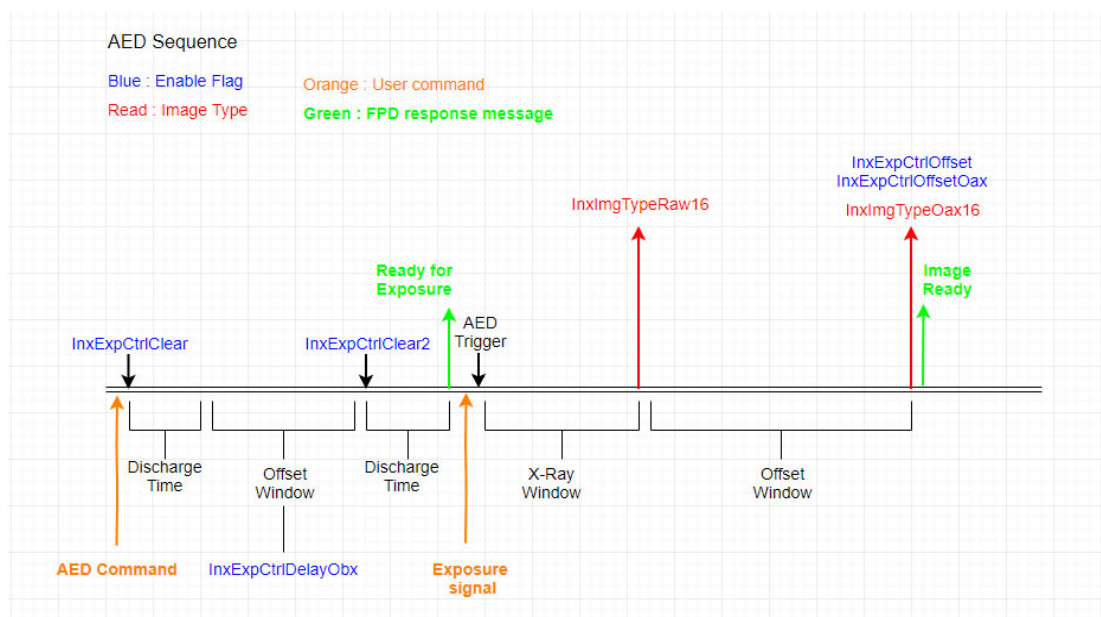 AED Sequence
Blue : Enable Flag
Orange : User command
Read : Image Type
Green : FPD response message
InxExpCtrlOffset
InxExpCtrlOffsetOax
InxImgTypeRaw16
InxImgTypeOax16
Ready for
Exposure
Image
Ready
AED
Trigger
InxExpCtrlClear
InxExpCtrlClear2
Discharge
Time
Offset
Window
Discharge
Time
X-Ray
Window
Offset
Window
AED Command
InxExpCtrlDelayObx
Exposure
signal